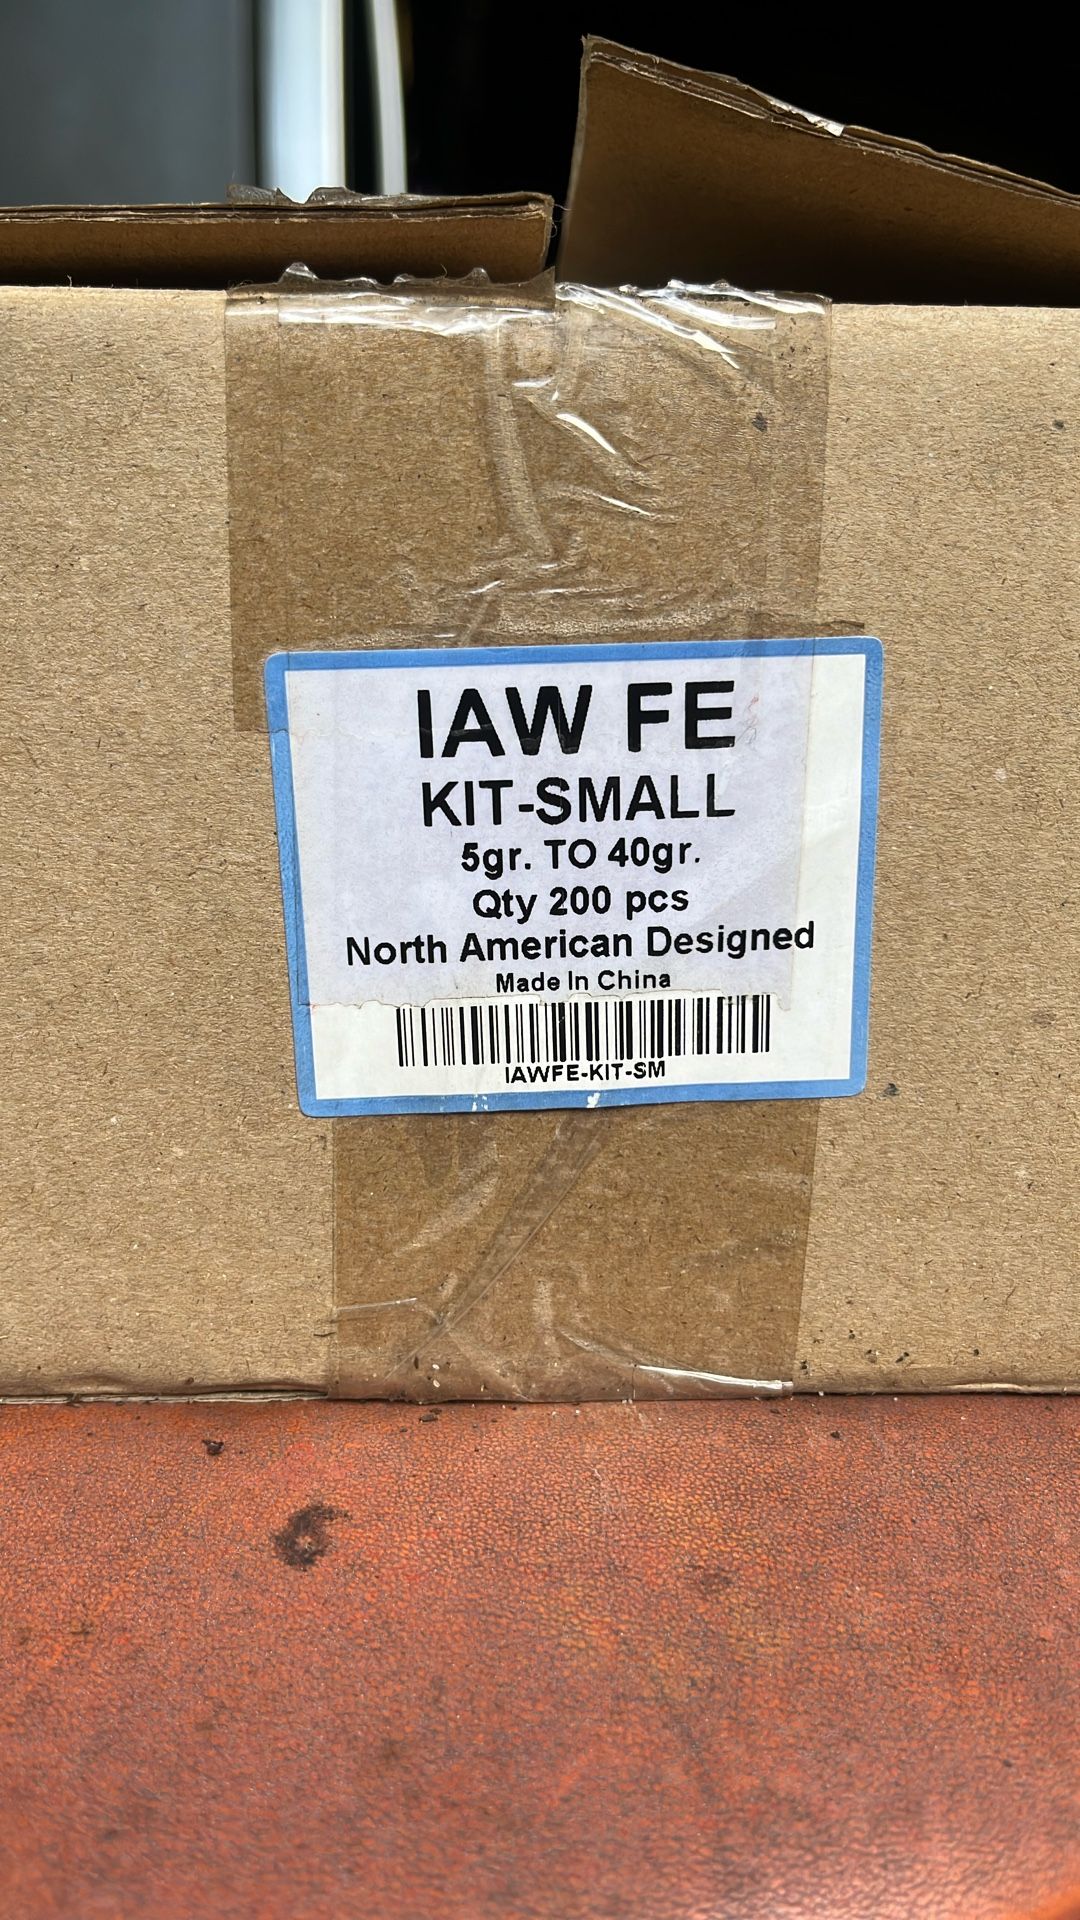 IAW FE
KIT-SMALL
5gr. TO 40gr.
Qty 200 pcs
North American Designed
Made In China
IAWFE-KIT-SM